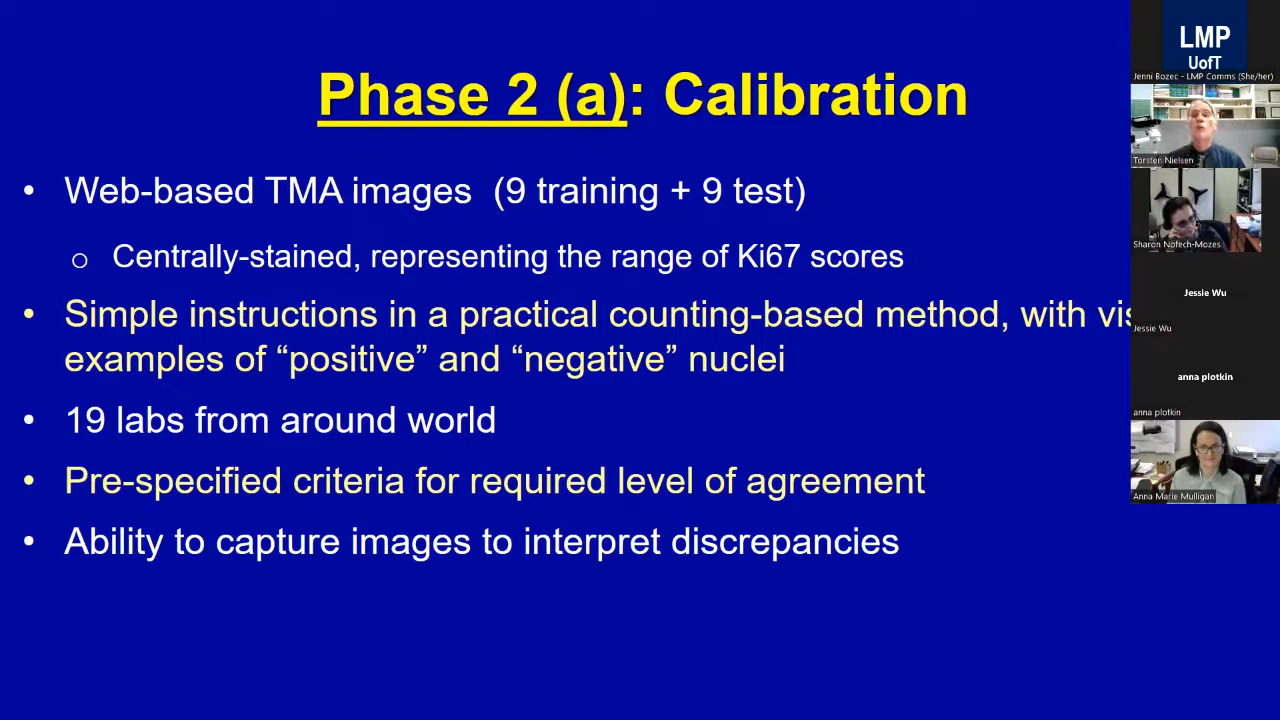 Phase 2 (a): Calibration
• Web-based TMA images (9 training + 9 test)
o Centrally-stained, representing the range of Ki67 scores
• Simple instructions in a practical counting-based method, with
examples of “positive” and “negative” nuclei
• 19 labs from around world
• Pre-specified criteria for required level of agreement
• Ability to capture images to interpret discrepancies
LMP
UofT
Jenni Bozec - LMP Comms (She/her)
Torsten Nielsen
Sharon Nofech-Mozes
Jessie Wu
Jessie Wu
anna plotkin
anna plotkin
Anna Marie Mulligan